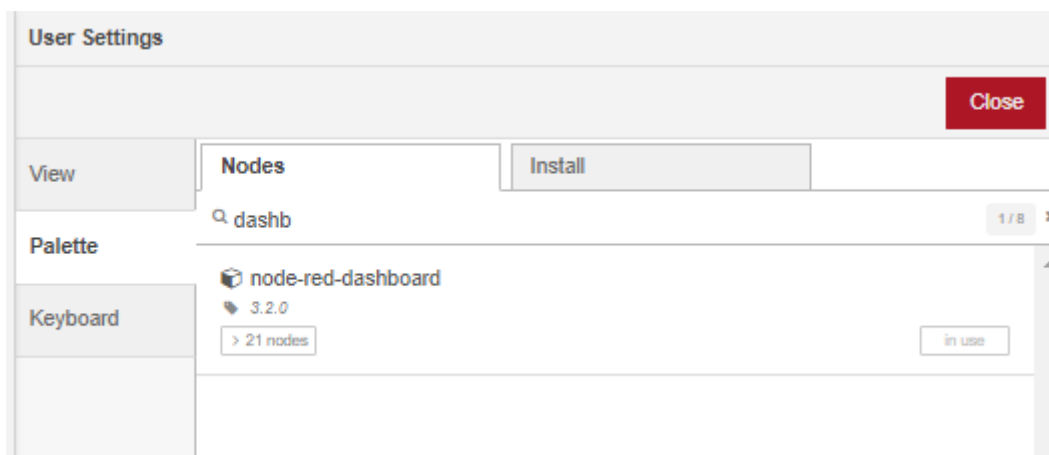 User Settings
Close
View
Nodes
Install
dashb
1 / 8
Palette
node-red-dashboard
3.2.0
> 21 nodes
in use
Keyboard